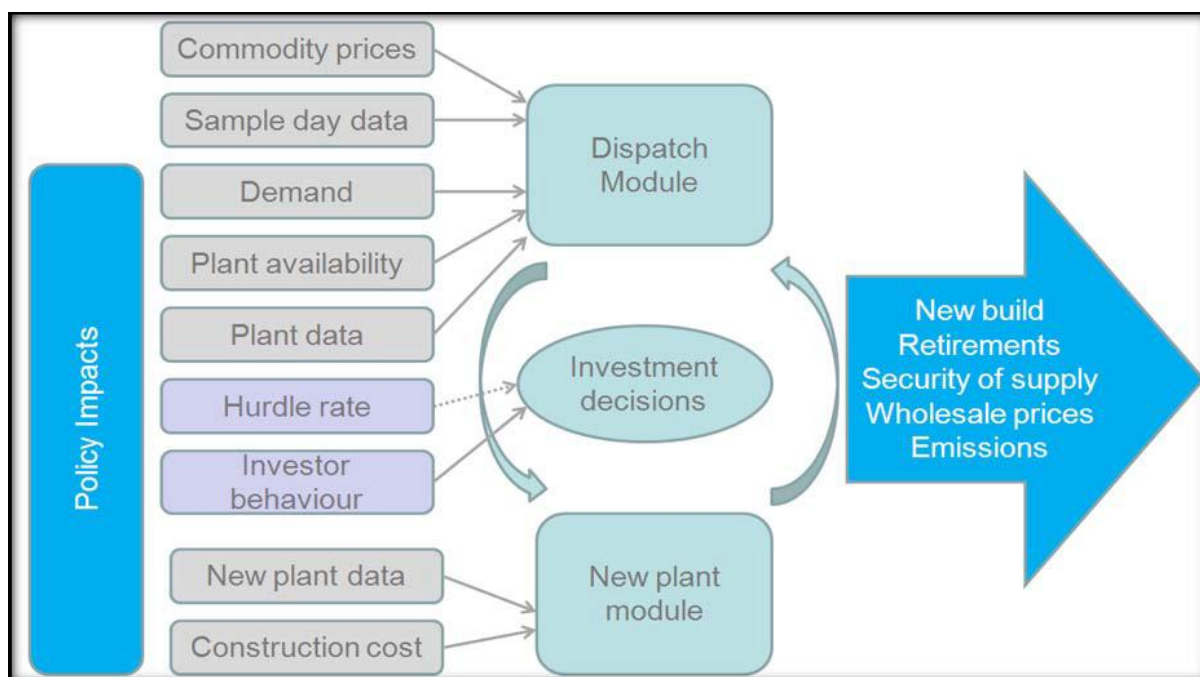 Policy Impacts
Commodity prices
Sample day data
Demand
Plant availability
Plant data
Hurdle rate
Investor
behaviour
New plant data
Construction cost
Dispatch
Module
Investment
decisions
New plant
module
New build
Retirements
Security of supply
Wholesale prices
Emissions